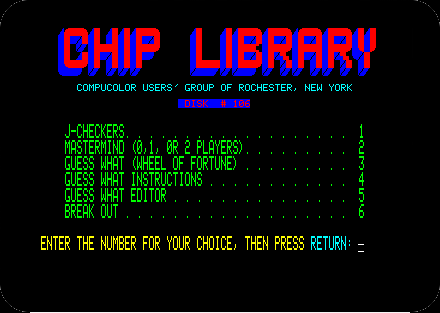 CHIP LIBRARY
COMPUCOLOR USERS' GROUP OF ROCHESTER, NEW YORK
DISK # 106
J-CHECKERS. . . . . . . . . . . . . . . . . . . 1
MASTERMIND (0,1, OR 2 PLAYERS). . . . . . . . . 2
GUESS WHAT (WHEEL OF FORTUNE) . . . . . . . . . 3
GUESS WHAT INSTRUCTIONS . . . . . . . . . . . . 4
GUESS WHAT EDITOR . . . . . . . . . . . . . . . 5
BREAK OUT . . . . . . . . . . . . . . . . . . . 6
ENTER THE NUMBER FOR YOUR CHOICE, THEN PRESS RETURN: _